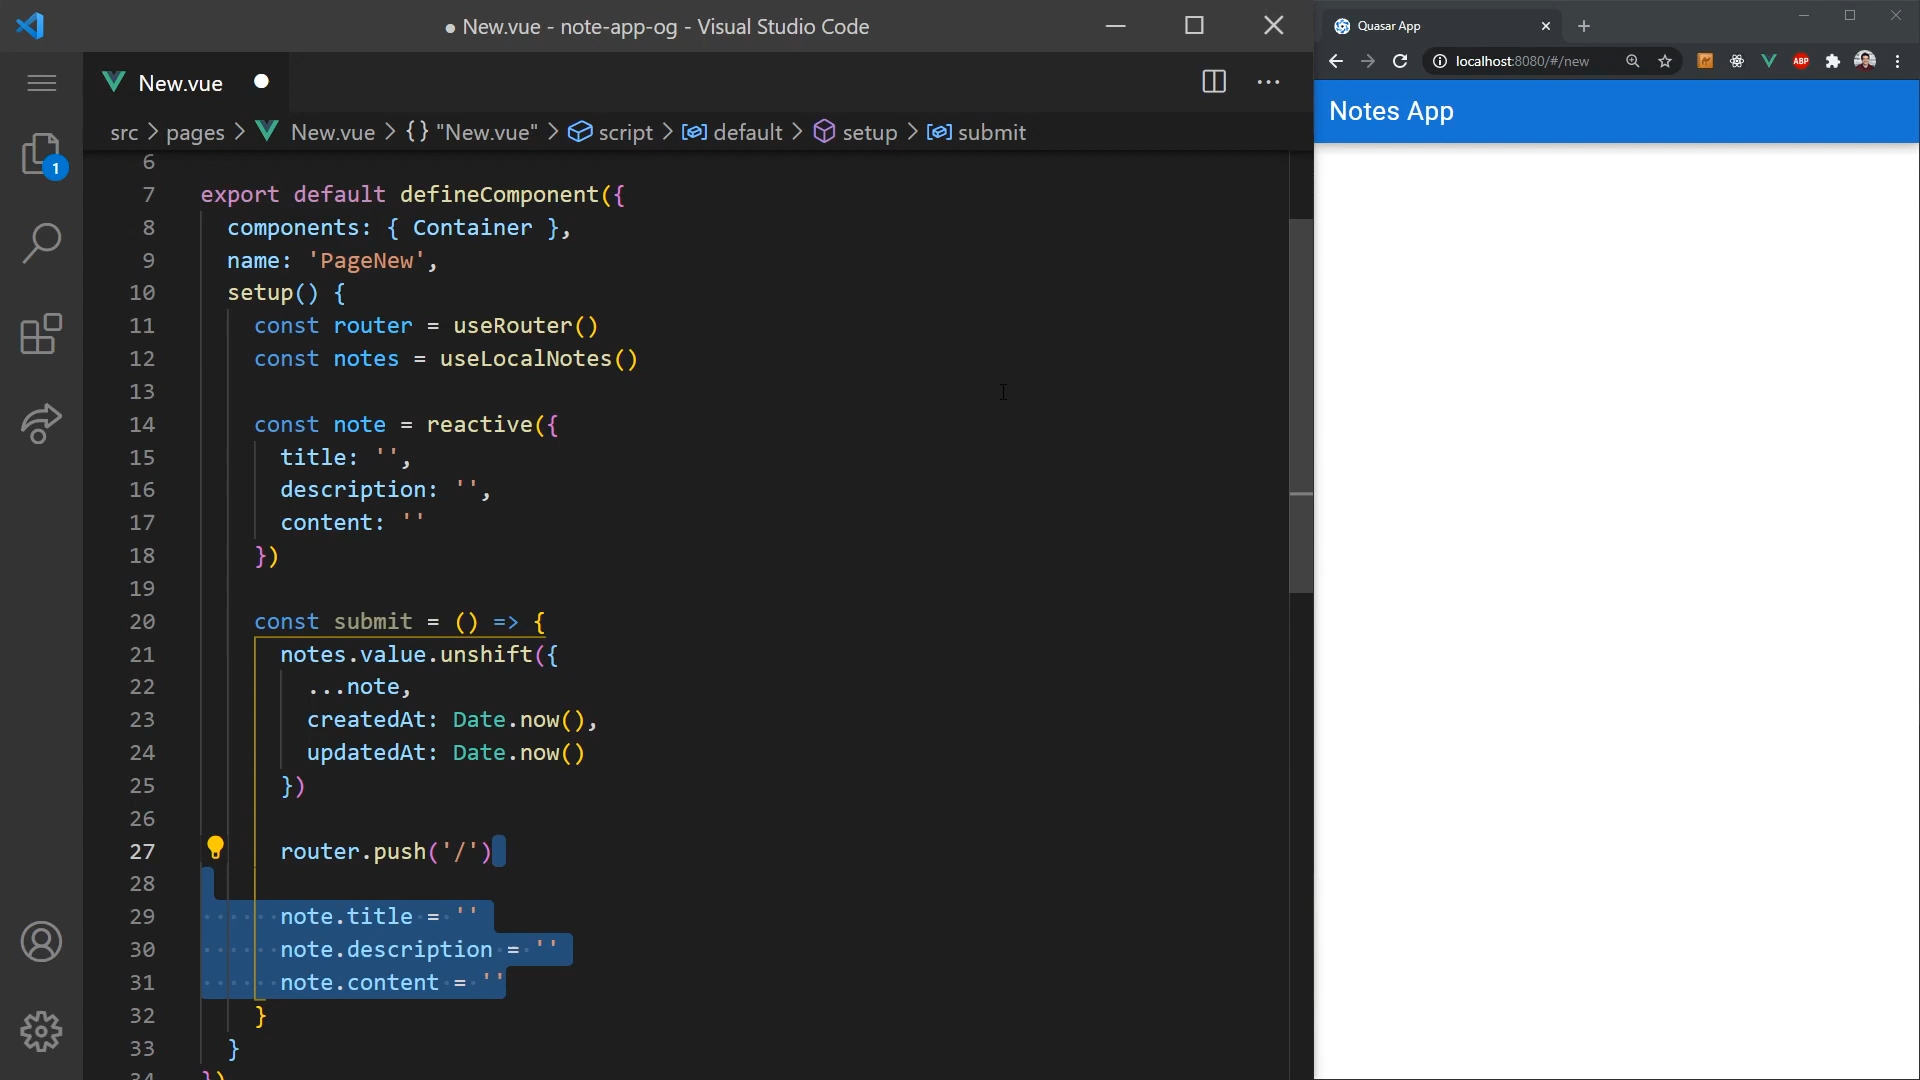 ● New.vue - note-app-og - Visual Studio Code
New.vue
src > pages > New.vue > {} "New.vue" > script > default > setup > submit
1
6
7 export default defineComponent({
8 components: { Container },
9 name: 'PageNew',
10 setup() {
11 const router = useRouter()
12 const notes = useLocalNotes()
13
14 const note = reactive({
15 title: '',
16 description: '',
17 content: ''
18 })
19
20 const submit = () => {
21 notes.value.unshift({
22 ...note,
23 createdAt: Date.now(),
24 updatedAt: Date.now()
25 })
26
27 router.push('/')
28
29 note.title = ''
30 note.description = ''
31 note.content = ''
32 }
33 }
34 })
Quasar App
localhost:8080/#/new
ABP
Notes App